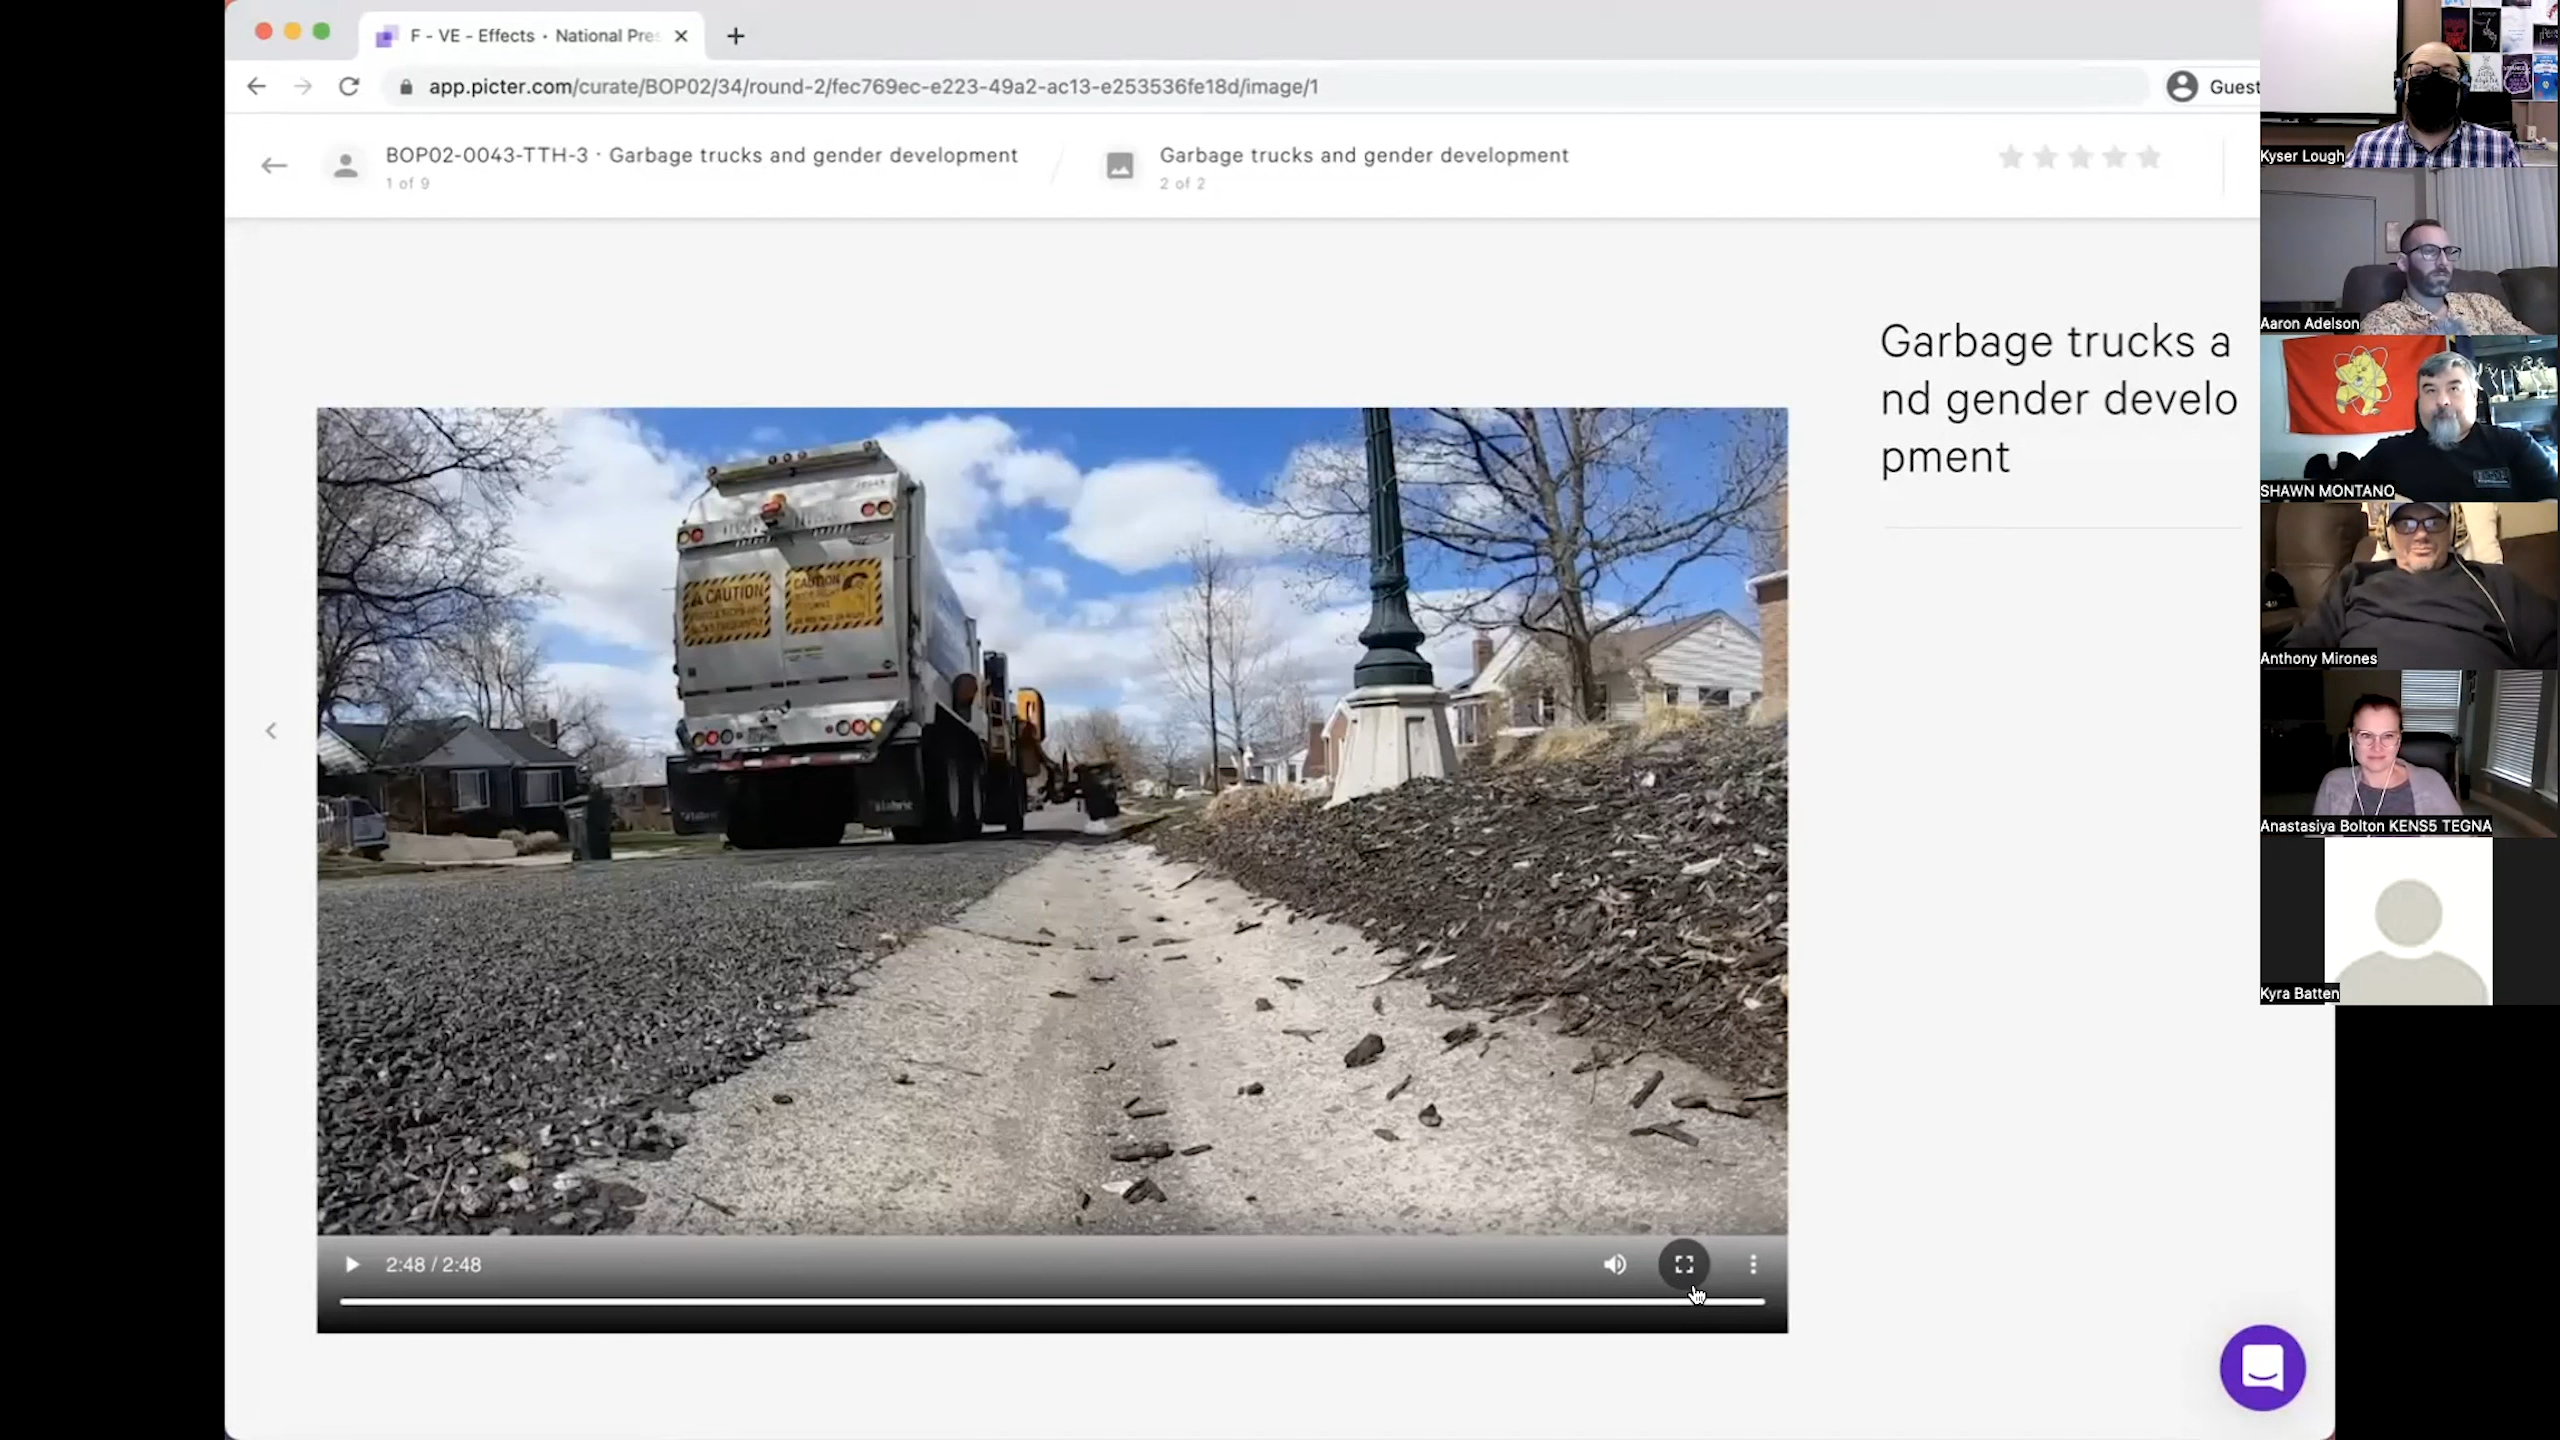 F - VE - Effects · National Pres
app.picter.com/curate/BOP02/34/round-2/fec769ec-e223-49a2-ac13-e253536fe18d/image/1
Guest
BOP02-0043-TTH-3 · Garbage trucks and gender development
1 of 9
Garbage trucks and gender development
2 of 2
Garbage trucks a
nd gender develo
pment
CAUTION
CAUTION
2:48 / 2:48
Kyser Lough
Aaron Adelson
SHAWN MONTANO
Anthony Mirones
Anastasiya Bolton KENS5 TEGNA
Kyra Batten